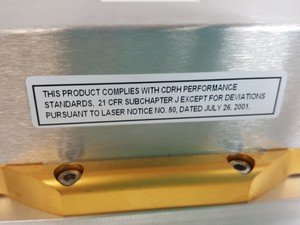 THIS PRODUCT COMPLIES WITH CDRH PERFORMANCE
STANDARDS, 21 CFR SUBCHAPTER J EXCEPT FOR DEVIATIONS
PURSUANT TO LASER NOTICE NO. 50, DATED JULY 26, 2001.